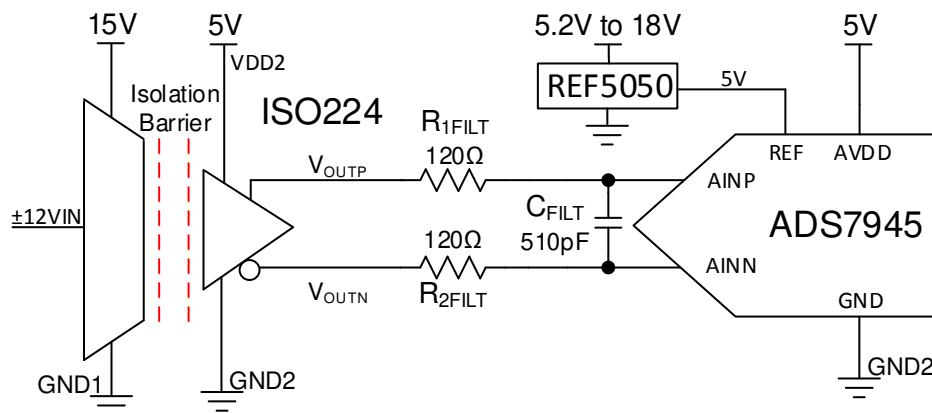 15V
5V
5.2V to 18V
5V
VDD2
Isolation
Barrier
ISO224
REF5050
5V
R1FILT
120Ω
REF
AVDD
VOUTP
AINP
±12VIN
CFILT
510pF
ADS7945
120Ω
AINN
VOUTN
R2FILT
GND
GND1
GND2
GND2